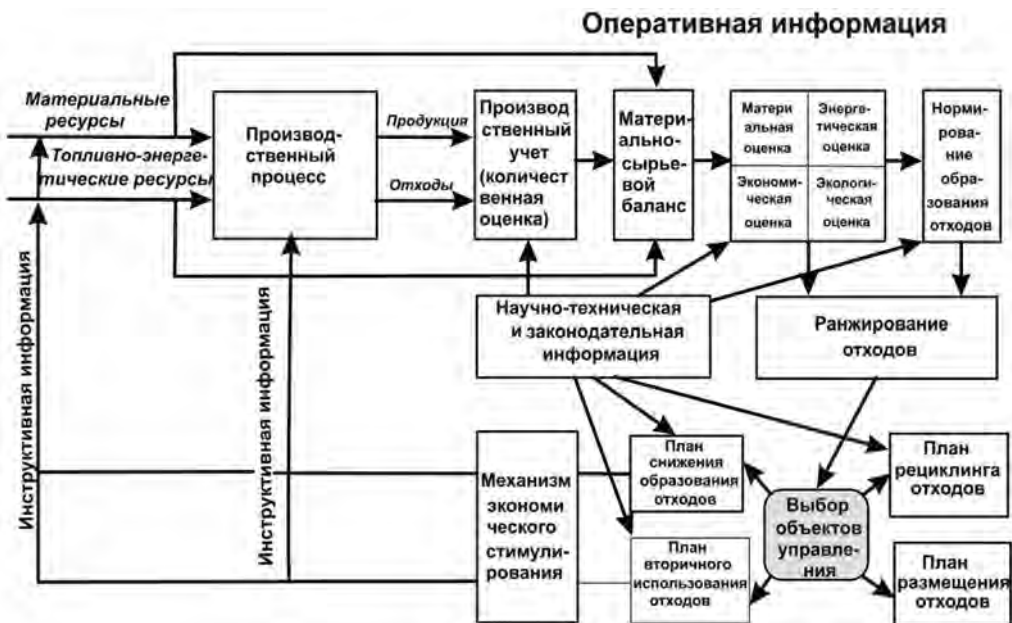 Оперативная информация
Материальные
ресурсы
Топливно-энерге-
тические ресурсы
Производ-
ственный
процесс
Продукция
Отходы
Производ
ственный
учет
(количест
венная
оценка)
Матери-
ально-
сырье-
вой
баланс
Матери
альная
оценка
Энерге-
тическая
оценка
Экономи-
ческая
оценка
Экологи-
ческая
оценка
Норми-
рова-
ние
обра-
зования
отходов
Научно-техническая
и законодательная
информация
Ранжирование
отходов
Инструктивная информация
Инструктивная информация
Механизм
экономи
ческого
стимули-
рования
План
снижения
образования
отходов
План
вторичного
использования
отходов
Выбор
объектов
управле-
ния
План
рециклинга
отходов
План
размещения
отходов